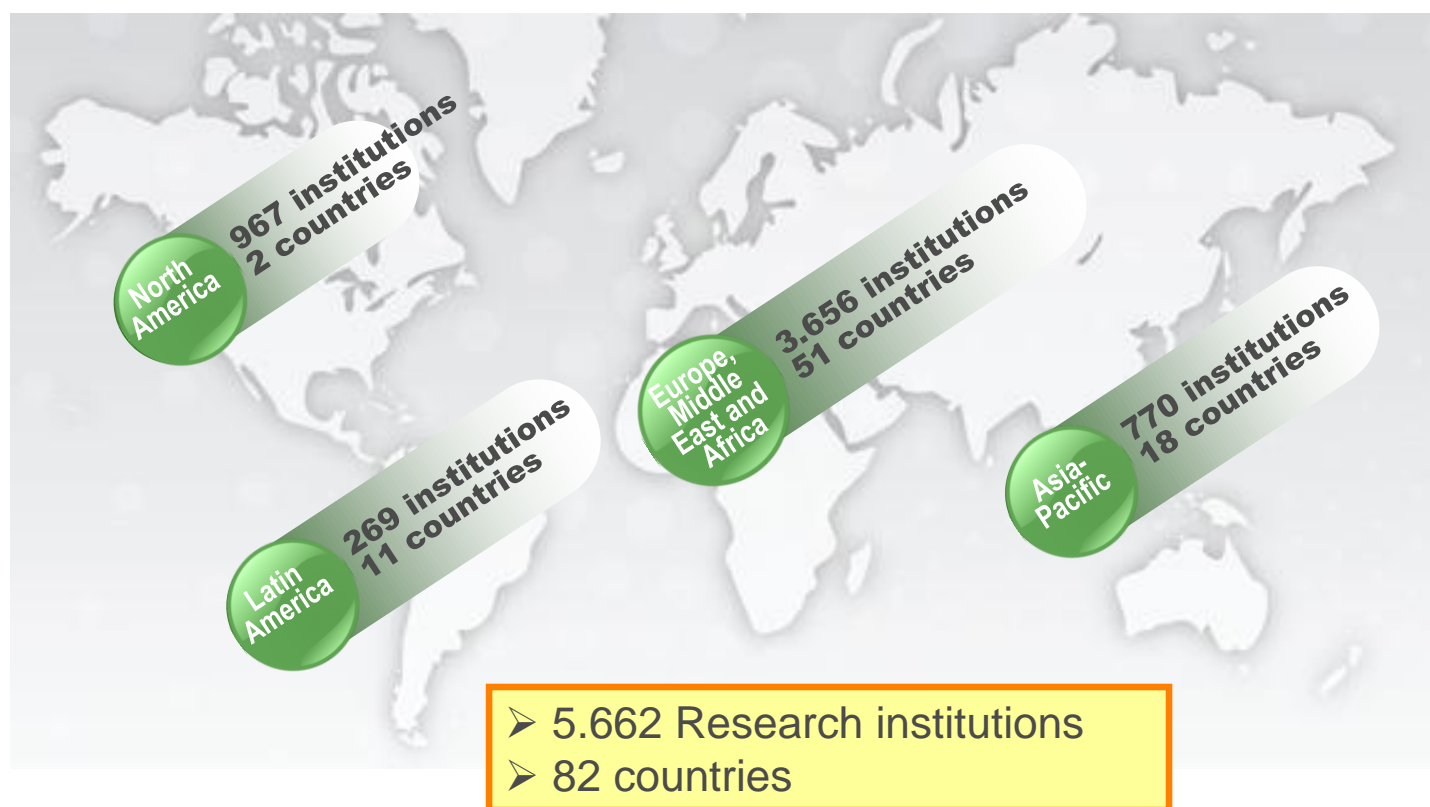 North
America
967 institutions
2 countries
Europe,
Middle
East and
Africa
3.656 institutions
51 countries
Asia-
Pacific
770 institutions
18 countries
Latin
America
269 institutions
11 countries
➢ 5.662 Research institutions
➢ 82 countries